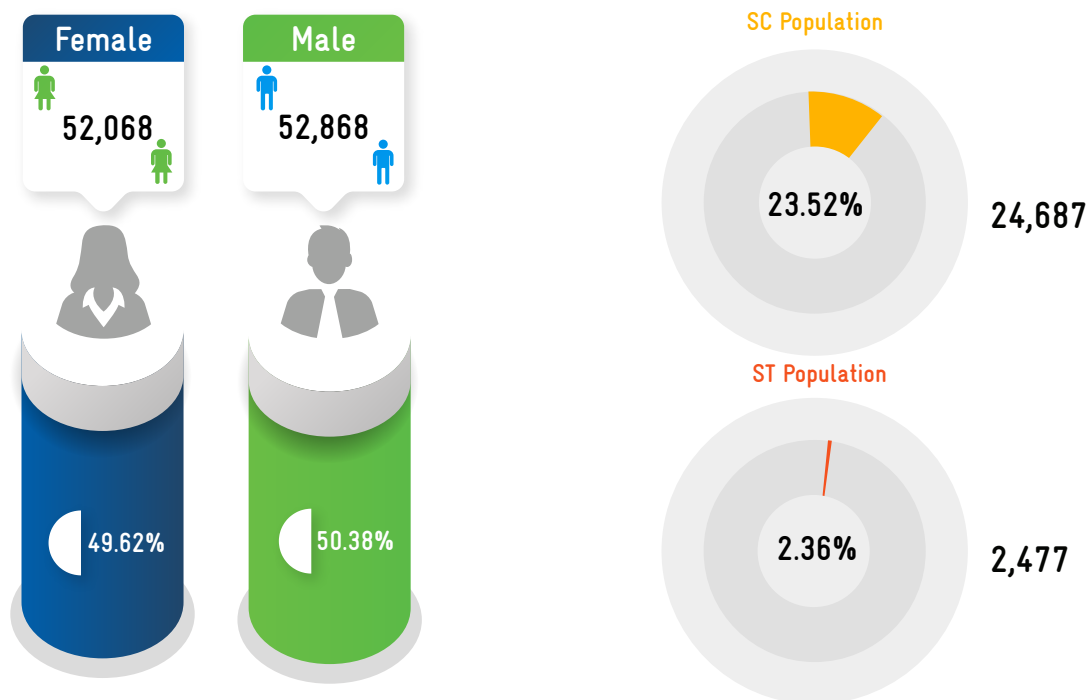 Female
52,068
49.62%
Male
52,868
50.38%
SC Population
23.52%
24,687
ST Population
2.36%
2,477